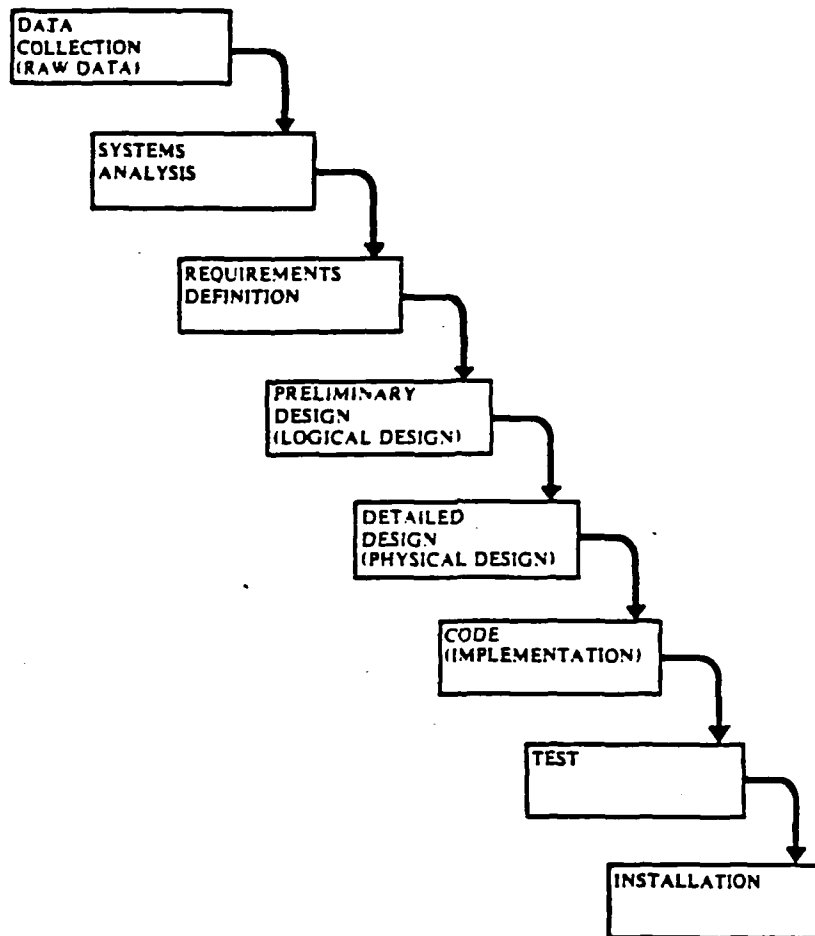 DATA
COLLECTION
(RAW DATA)
SYSTEMS
ANALYSIS
REQUIREMENTS
DEFINITION
PRELIMINARY
DESIGN
(LOGICAL DESIGN)
DETAILED
DESIGN
(PHYSICAL DESIGN)
CODE
(IMPLEMENTATION)
TEST
INSTALLATION